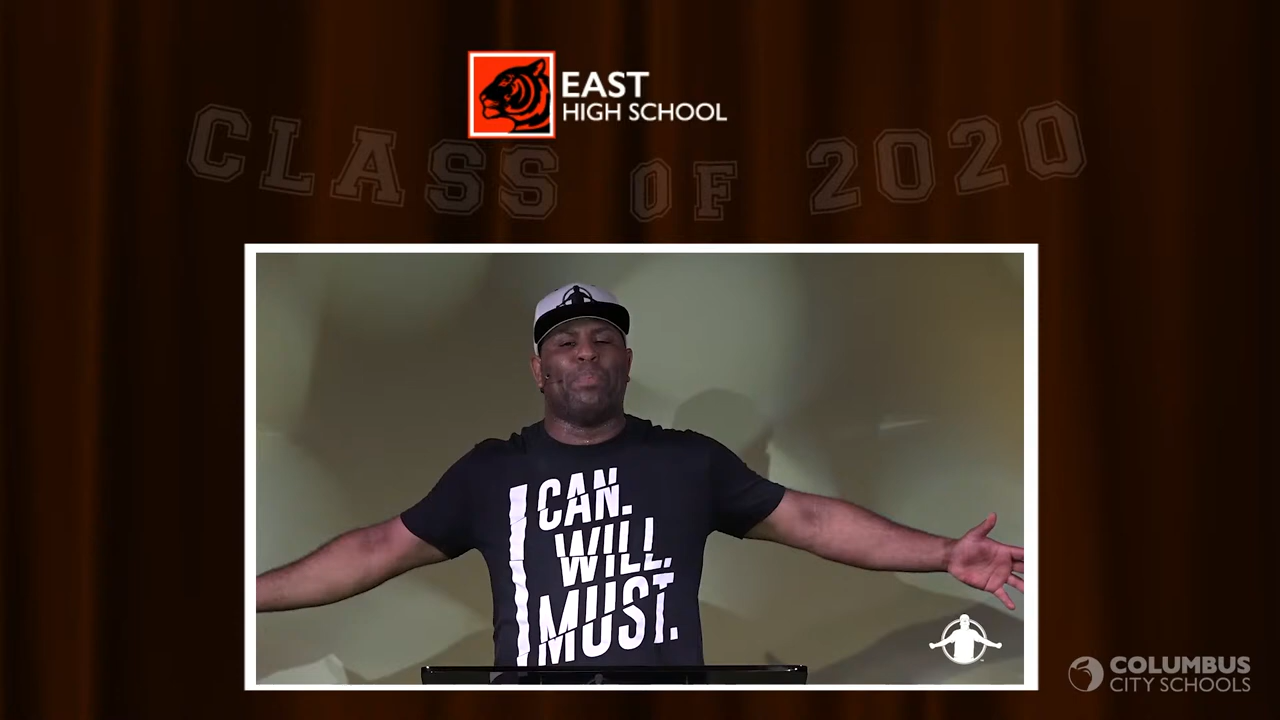 EAST
HIGH SCHOOL
CLASS OF 2020
I CAN.
WILL.
MUST.
COLUMBUS
CITY SCHOOLS